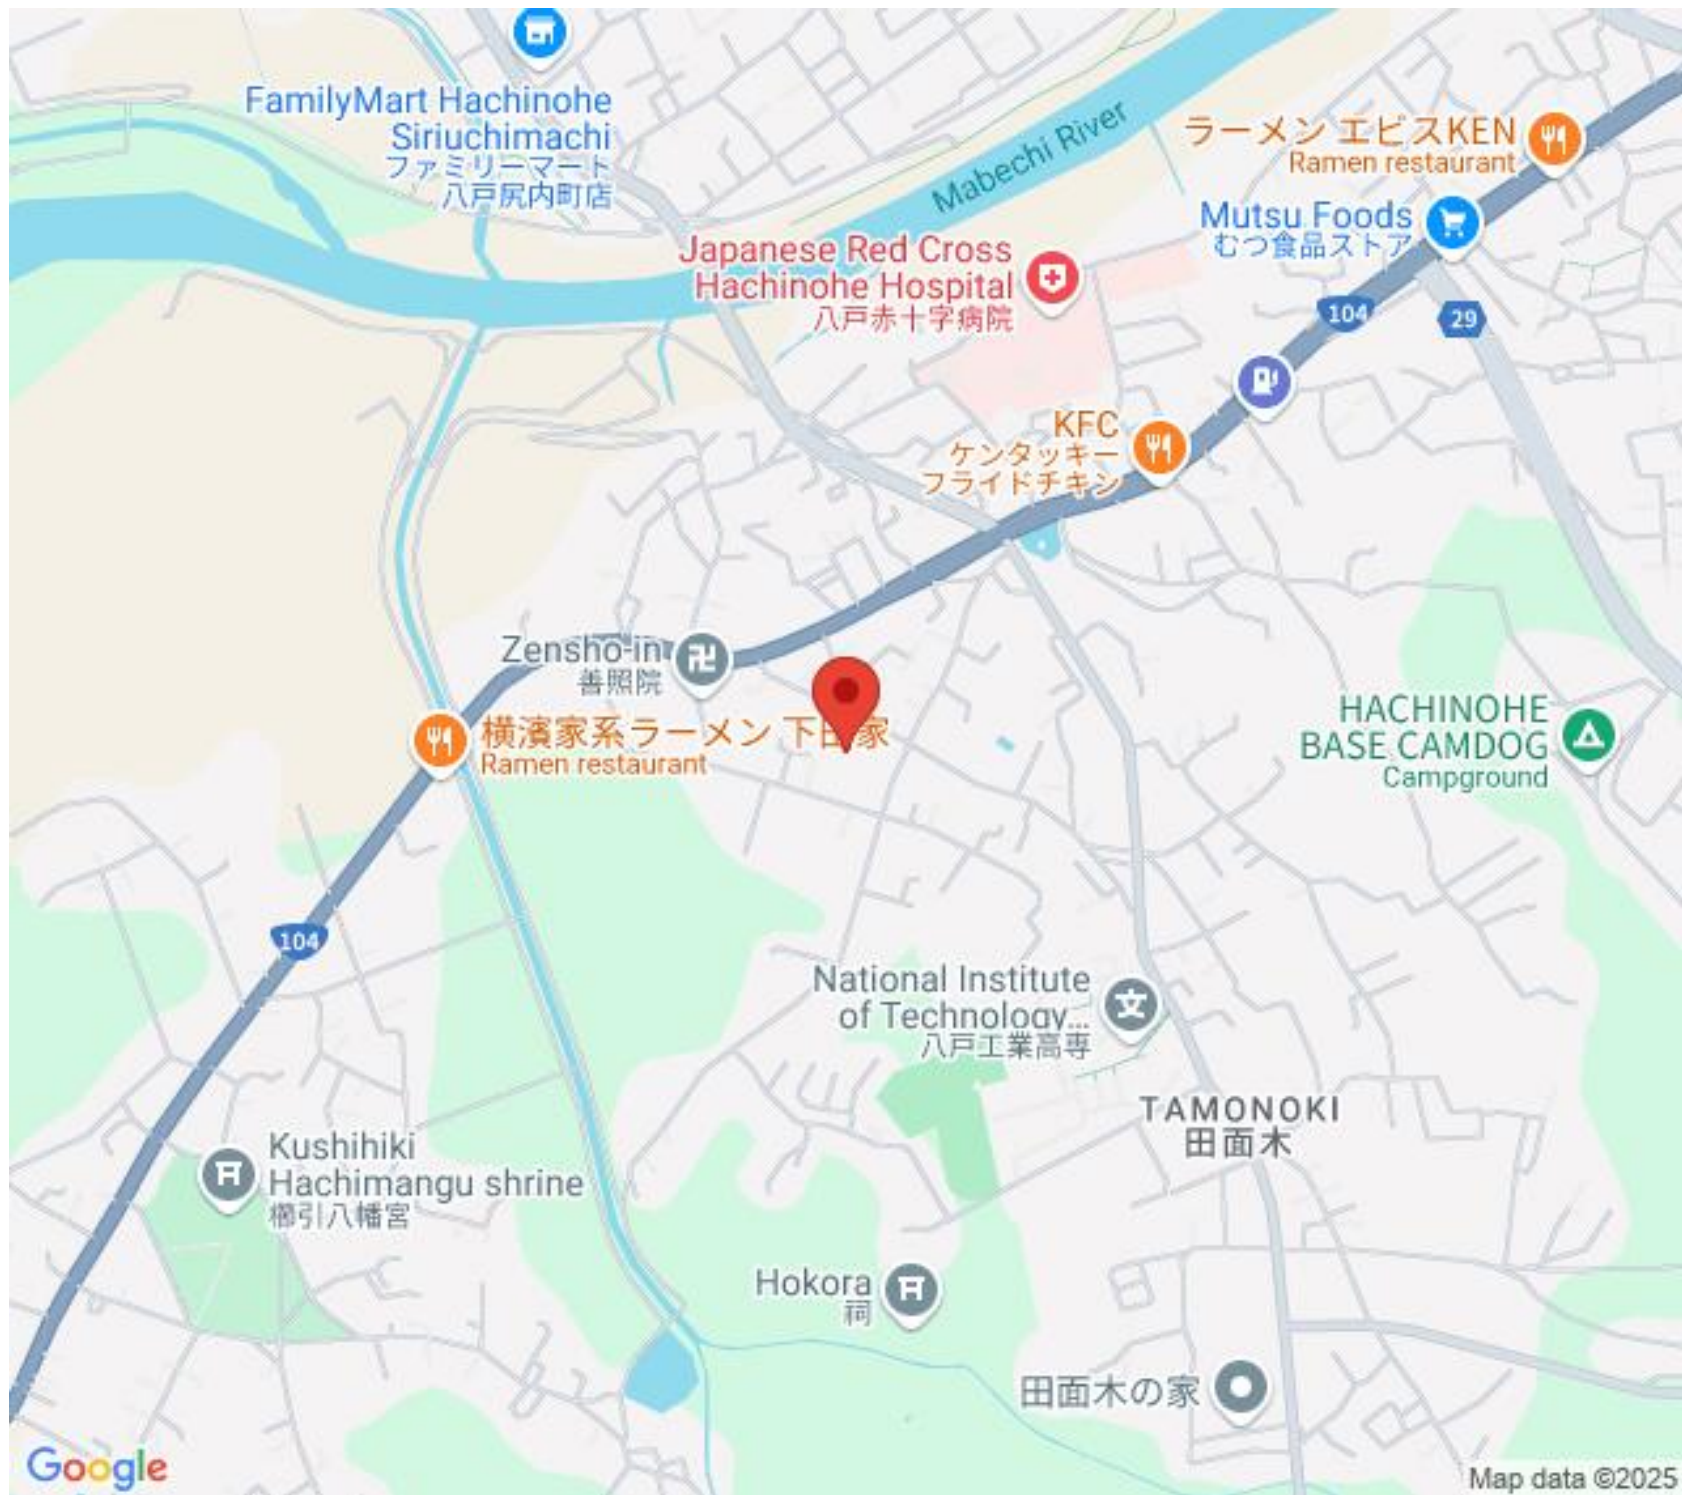 FamilyMart Hachinohe
Siriuchimachi
ファミリーマート
八戸尻内町店
Mabechi River
ラーメン エビスKEN
Ramen restaurant
Mutsu Foods
むつ食品ストア
Japanese Red Cross
Hachinohe Hospital
八戸赤十字病院
104
29
KFC
ケンタッキー
フライドチキン
Zensho-in
善照院
横濱家系ラーメン 下田家
Ramen restaurant
HACHINOHE
BASE CAMDOG
Campground
104
National Institute
of Technology...
八戸工業高専
TAMONOKI
田面木
Kushihiki
Hachimangu shrine
櫛引八幡宮
Hokora
祠
田面木の家
Google
Map data ©2025